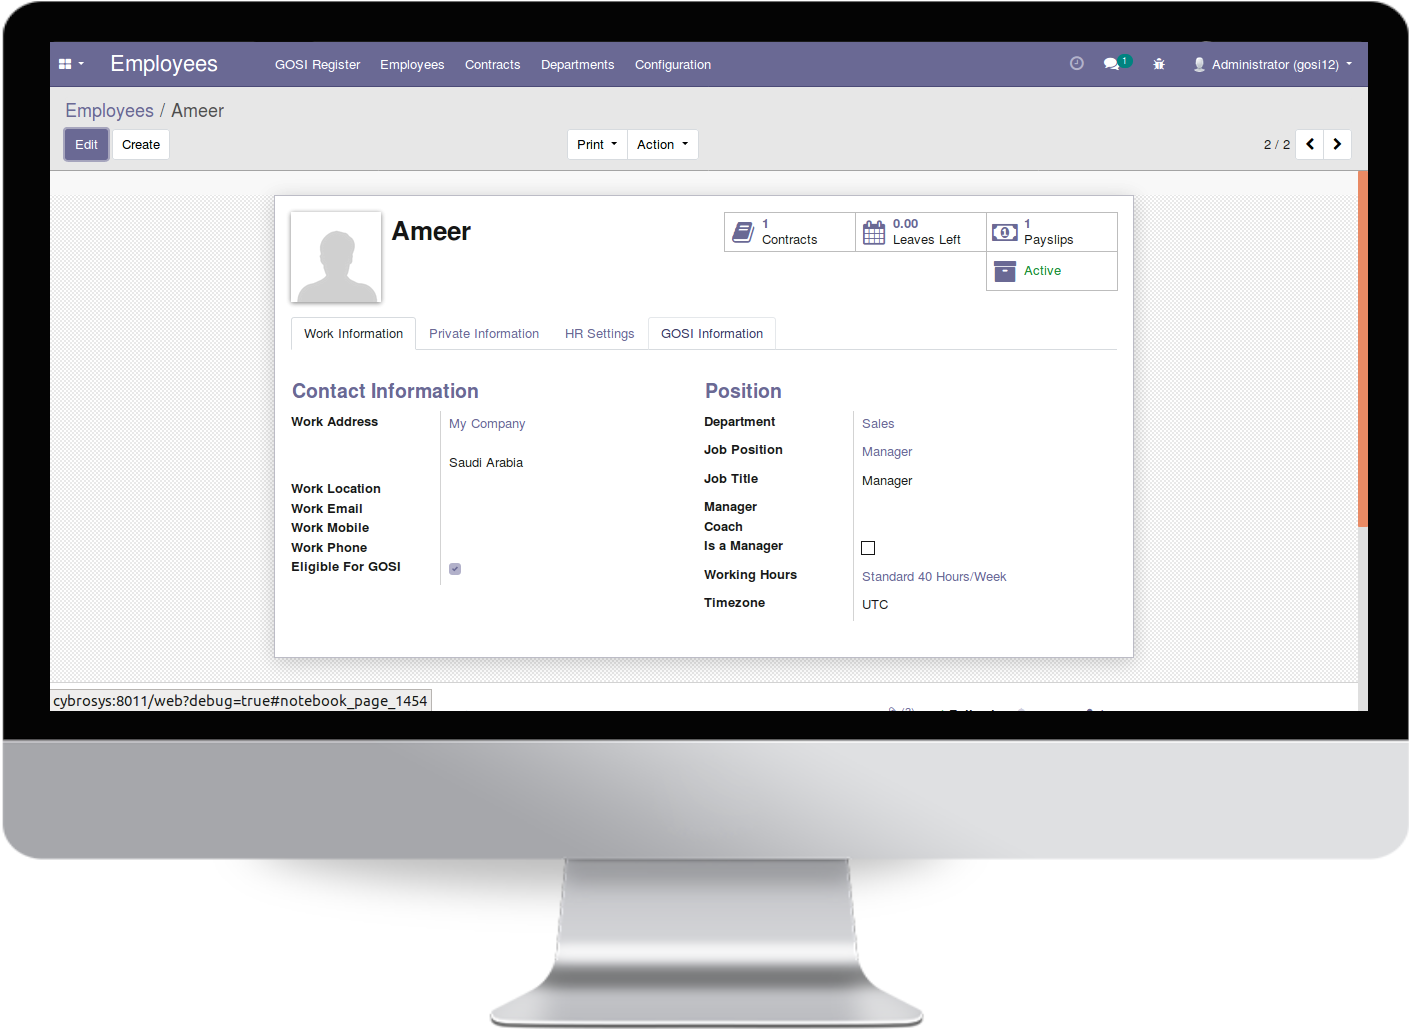 Employees GOSI Register Employees Contracts Departments Configuration 1 Administrator (gosi12)
Employees / Ameer
Edit Create Print Action 2 / 2
Ameer
1 Contracts
0.00 Leaves Left
1 Payslips
Active
Work Information Private Information HR Settings GOSI Information
Contact Information
Work Address My Company
Saudi Arabia
Work Location
Work Email
Work Mobile
Work Phone
Eligible For GOSI
Position
Department Sales
Job Position Manager
Job Title Manager
Manager
Coach
Is a Manager
Working Hours Standard 40 Hours/Week
Timezone UTC
cybrosys:8011/web?debug=true#notebook_page_1454